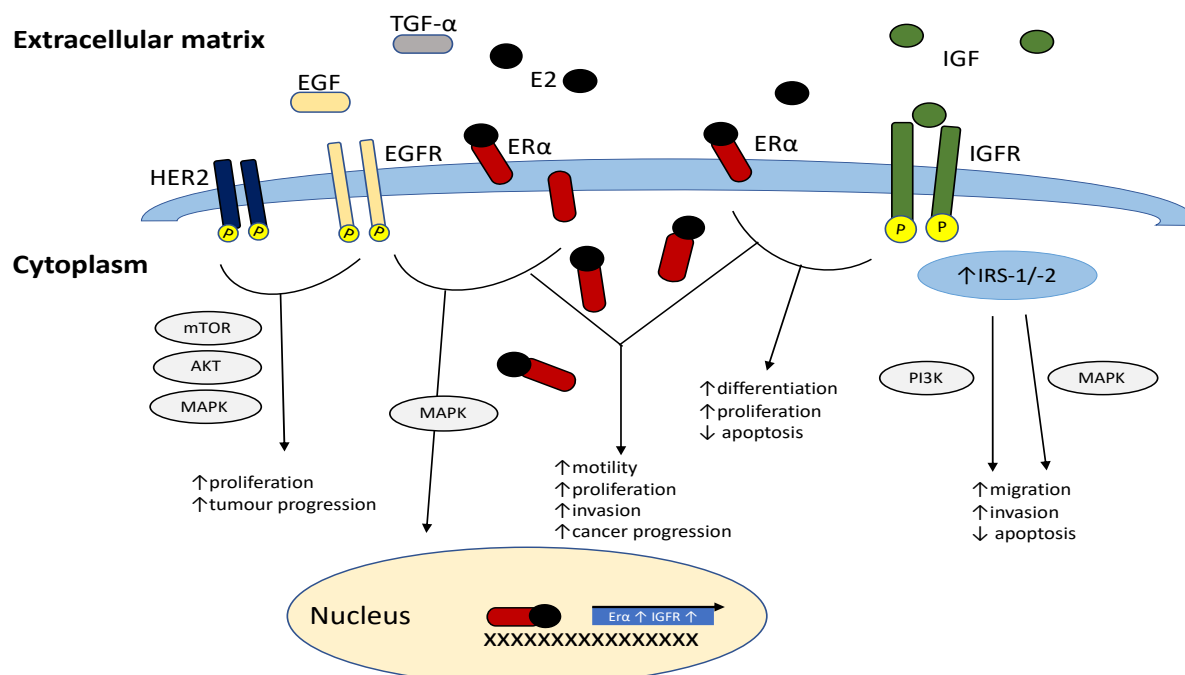 TGF-α
Extracellular matrix
IGF
E2
EGF
EGFR
ERα
ERα
IGFR
HER2
P
P
P
P
P
P
Cytoplasm
↑IRS-1/-2
mTOR
AKT
MAPK
MAPK
PI3K
MAPK
↑differentiation
↑proliferation
↓ apoptosis
↑proliferation
↑tumour progression
↑motility
↑proliferation
↑invasion
↑cancer progression
↑migration
↑invasion
↓ apoptosis
Nucleus
Erα ↑ IGFR ↑
XXXXXXXXXXXXXXXX